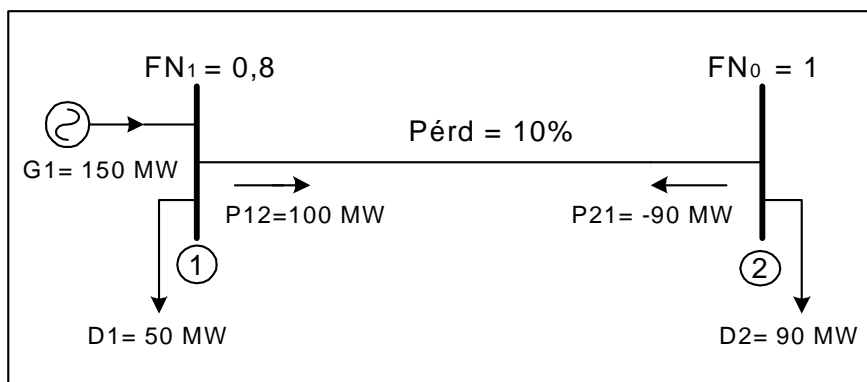 FN1 = 0,8
FN0 = 1
Pérd = 10%
G1= 150 MW
P12=100 MW
P21= -90 MW
1
2
D1= 50 MW
D2= 90 MW